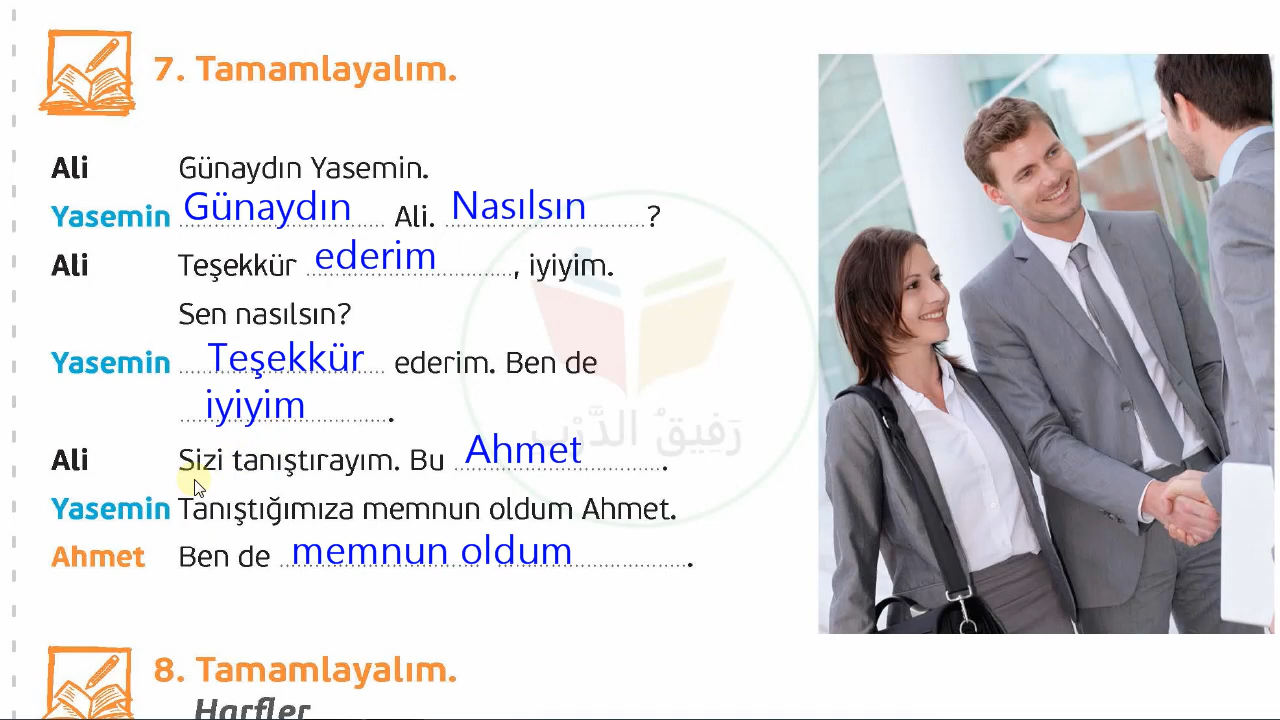 7. Tamamlayalım.
Ali Günaydın Yasemin.
Yasemin Günaydın Ali. Nasılsın ?
Ali Teşekkür ederim , iyiyim.
Sen nasılsın?
Yasemin Teşekkür ederim. Ben de
iyiyim .
Ali Sizi tanıştırayım. Bu Ahmet .
Yasemin Tanıştığımıza memnun oldum Ahmet.
Ahmet Ben de memnun oldum .
رَفِيقُ الدَّرْب
8. Tamamlayalım.
Harfler